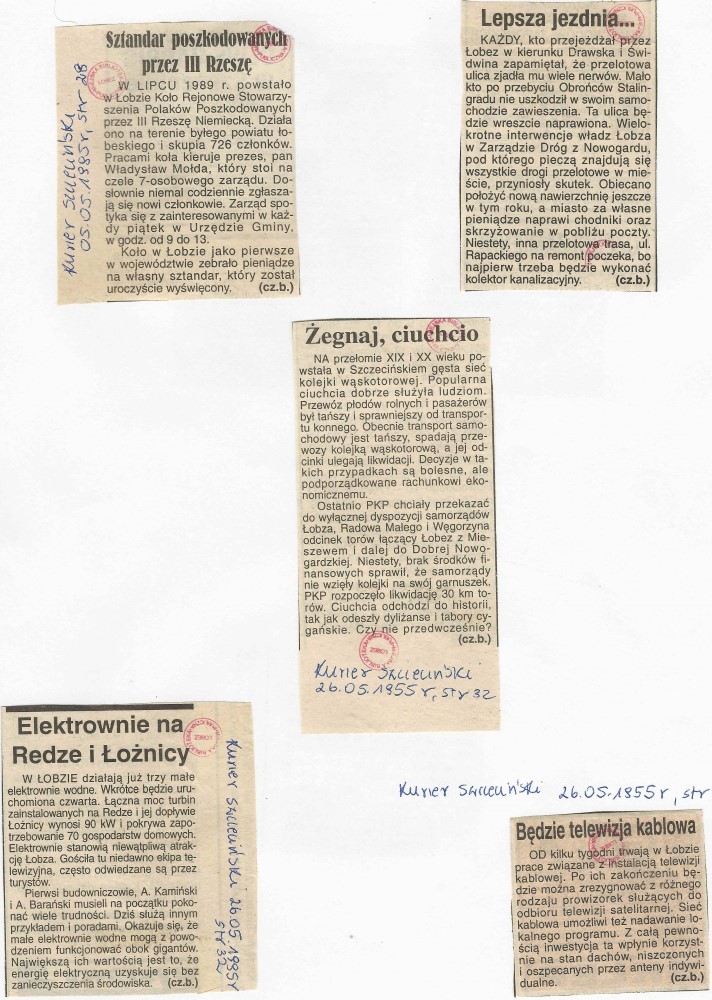 Sztandar poszkodowanych
przez III Rzeszę
W LIPCU 1989 r. powstało
w Łobzie Koło Rejonowe Stowarzy-
szenia Polaków Poszkodowanych
przez III Rzeszę Niemiecką. Działa
ono na terenie byłego powiatu ło-
beskiego i skupia 726 członków.
Pracami koła kieruje prezes, pan
Władysław Mołda, który stoi na
czele 7-osobowego zarządu. Do-
słownie niemal codziennie zgłasza-
ją się nowi członkowie. Zarząd spo-
tyka się z zainteresowanymi w każ-
dy piątek w Urzędzie Gminy,
w godz. od 9 do 13.
Koło w Łobzie jako pierwsze
w województwie zebrało pieniądze
na własny sztandar, który został
uroczyście wyświęcony. (cz.b.)
Kurier Szczeciński
05.05.1985r, str 28
Lepsza jezdnia...
KAŻDY, kto przejeżdżał przez
Łobez w kierunku Drawska i Świ-
dwina zapamiętał, że przelotowa
ulica zjadła mu wiele nerwów. Mało
kto po przebyciu Obrońców Stalin-
gradu nie uszkodził w swoim samo-
chodzie zawieszenia. Ta ulica bę-
dzie wreszcie naprawiona. Wielo-
krotne interwencje władz Łobza
w Zarządzie Dróg z Nowogardu,
pod którego pieczą znajdują się
wszystkie drogi przelotowe w mie-
ście, przyniosły skutek. Obiecano
położyć nową nawierzchnię jeszcze
w tym roku, a miasto za własne
pieniądze naprawi chodniki oraz
skrzyżowanie w pobliżu poczty.
Niestety, inna przelotowa trasa, ul.
Rapackiego na remont poczeka, bo
najpierw trzeba będzie wykonać
kolektor kanalizacyjny. (cz.b.)
Żegnaj, ciuchcio
NA przełomie XIX i XX wieku po-
wstała w Szczecińskiem gęsta sieć
kolejki wąskotorowej. Popularna
ciuchcia dobrze służyła ludziom.
Przewóz płodów rolnych i pasażerów
był tańszy i sprawniejszy od transpor-
tu konnego. Obecnie transport samo-
chodowy jest tańszy, spadają prze-
wozy kolejką wąskotorową, a jej od-
cinki ulegają likwidacji. Decyzje w ta-
kich przypadkach są bolesne, ale
podporządkowane rachunkowi eko-
nomicznemu.
Ostatnio PKP chciały przekazać
do wyłącznej dyspozycji samorządów
Łobza, Radowa Małego i Węgorzyna
odcinek torów łączący Łobez z Mie-
szewem i dalej do Dobrej Nowo-
gardzkiej. Niestety, brak środków fi-
nansowych sprawił, że samorządy
nie wzięły kolejki na swój garnuszek.
PKP rozpoczęło likwidację 30 km to-
rów. Ciuchcia odchodzi do historii,
tak jak odeszły dyliżanse i tabory cy-
gańskie. Czy nie przedwcześnie?
(cz.b.)
Kurier Szczeciński
26.05.1955r, str 32
Elektrownie na
Redze i Łożnicy
W ŁOBZIE działają już trzy małe
elektrownie wodne. Wkrótce będzie uru-
chomiona czwarta. Łączna moc turbin
zainstalowanych na Redze i jej dopływie
Łożnicy wynosi 90 kW i pokrywa zapo-
trzebowanie 70 gospodarstw domowych.
Elektrownie stanowią niewątpliwą atrak-
cję Łobza. Gościła tu niedawno ekipa te-
lewizyjna, często odwiedzane są przez
turystów.
Pierwsi budowniczowie, A. Kamiński
i A. Barański musieli na początku poko-
nać wiele trudności. Dziś służą innym
przykładem i poradami. Okazuje się, że
małe elektrownie wodne mogą z powo-
dzeniem funkcjonować obok gigantów.
Największą ich wartością jest to, że
energię elektryczną uzyskuje się bez
zanieczyszczenia środowiska. (cz.b.)
Kurier Szczeciński 26.05.1985r
str 32
Kurier Szczeciński 26.05.1955r, str
Będzie telewizja kablowa
OD kilku tygodni trwają w Łobzie
prace związane z instalacją telewizji
kablowej. Po ich zakończeniu bę-
dzie można zrezygnować z różnego
rodzaju prowizorek służących do
odbioru telewizji satelitarnej. Sieć
kablowa umożliwi też nadawanie lo-
kalnego programu. Z całą pewno-
ścią inwestycja ta wpłynie korzyst-
nie na stan dachów, niszczonych
i oszpecanych przez anteny indywi-
dualne. (cz.b.)